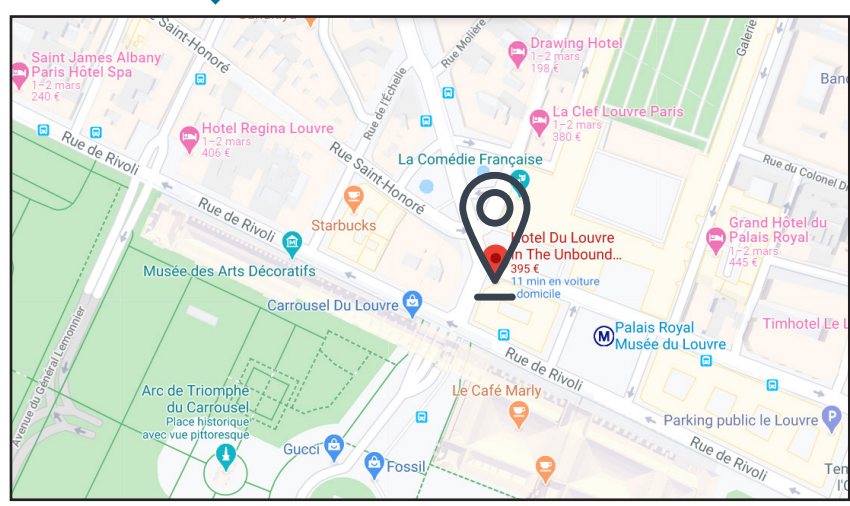 Saint-Honoré
Saint James Albany
Paris Hôtel Spa
1–2 mars
240 €
Rue Molière
Drawing Hotel
198 €
Galerie
Rue de l'Échelle
La Clef Louvre Paris
1–2 mars
380 €
Hotel Regina Louvre
1–2 mars
406 €
Rue de Rivoli
Rue Saint-Honoré
La Comédie Française
Rue du Colonel
Rue de Rivoli
Starbucks
Grand Hôtel du
Palais Royal
1–2 mars
445 €
Hotel Du Louvre
In The Unbound...
395 €
11 min en voiture
domicile
Musée des Arts Décoratifs
Carrousel Du Louvre
M
Palais Royal
Musée du Louvre
Timhotel Le
Avenue du Général Lemonnier
Rue de Rivoli
Arc de Triomphe
du Carrousel
Place historique
avec vue pittoresque
Le Café Marly
Parking public le Louvre
P
Rue de Rivoli
Gucci
Fossil